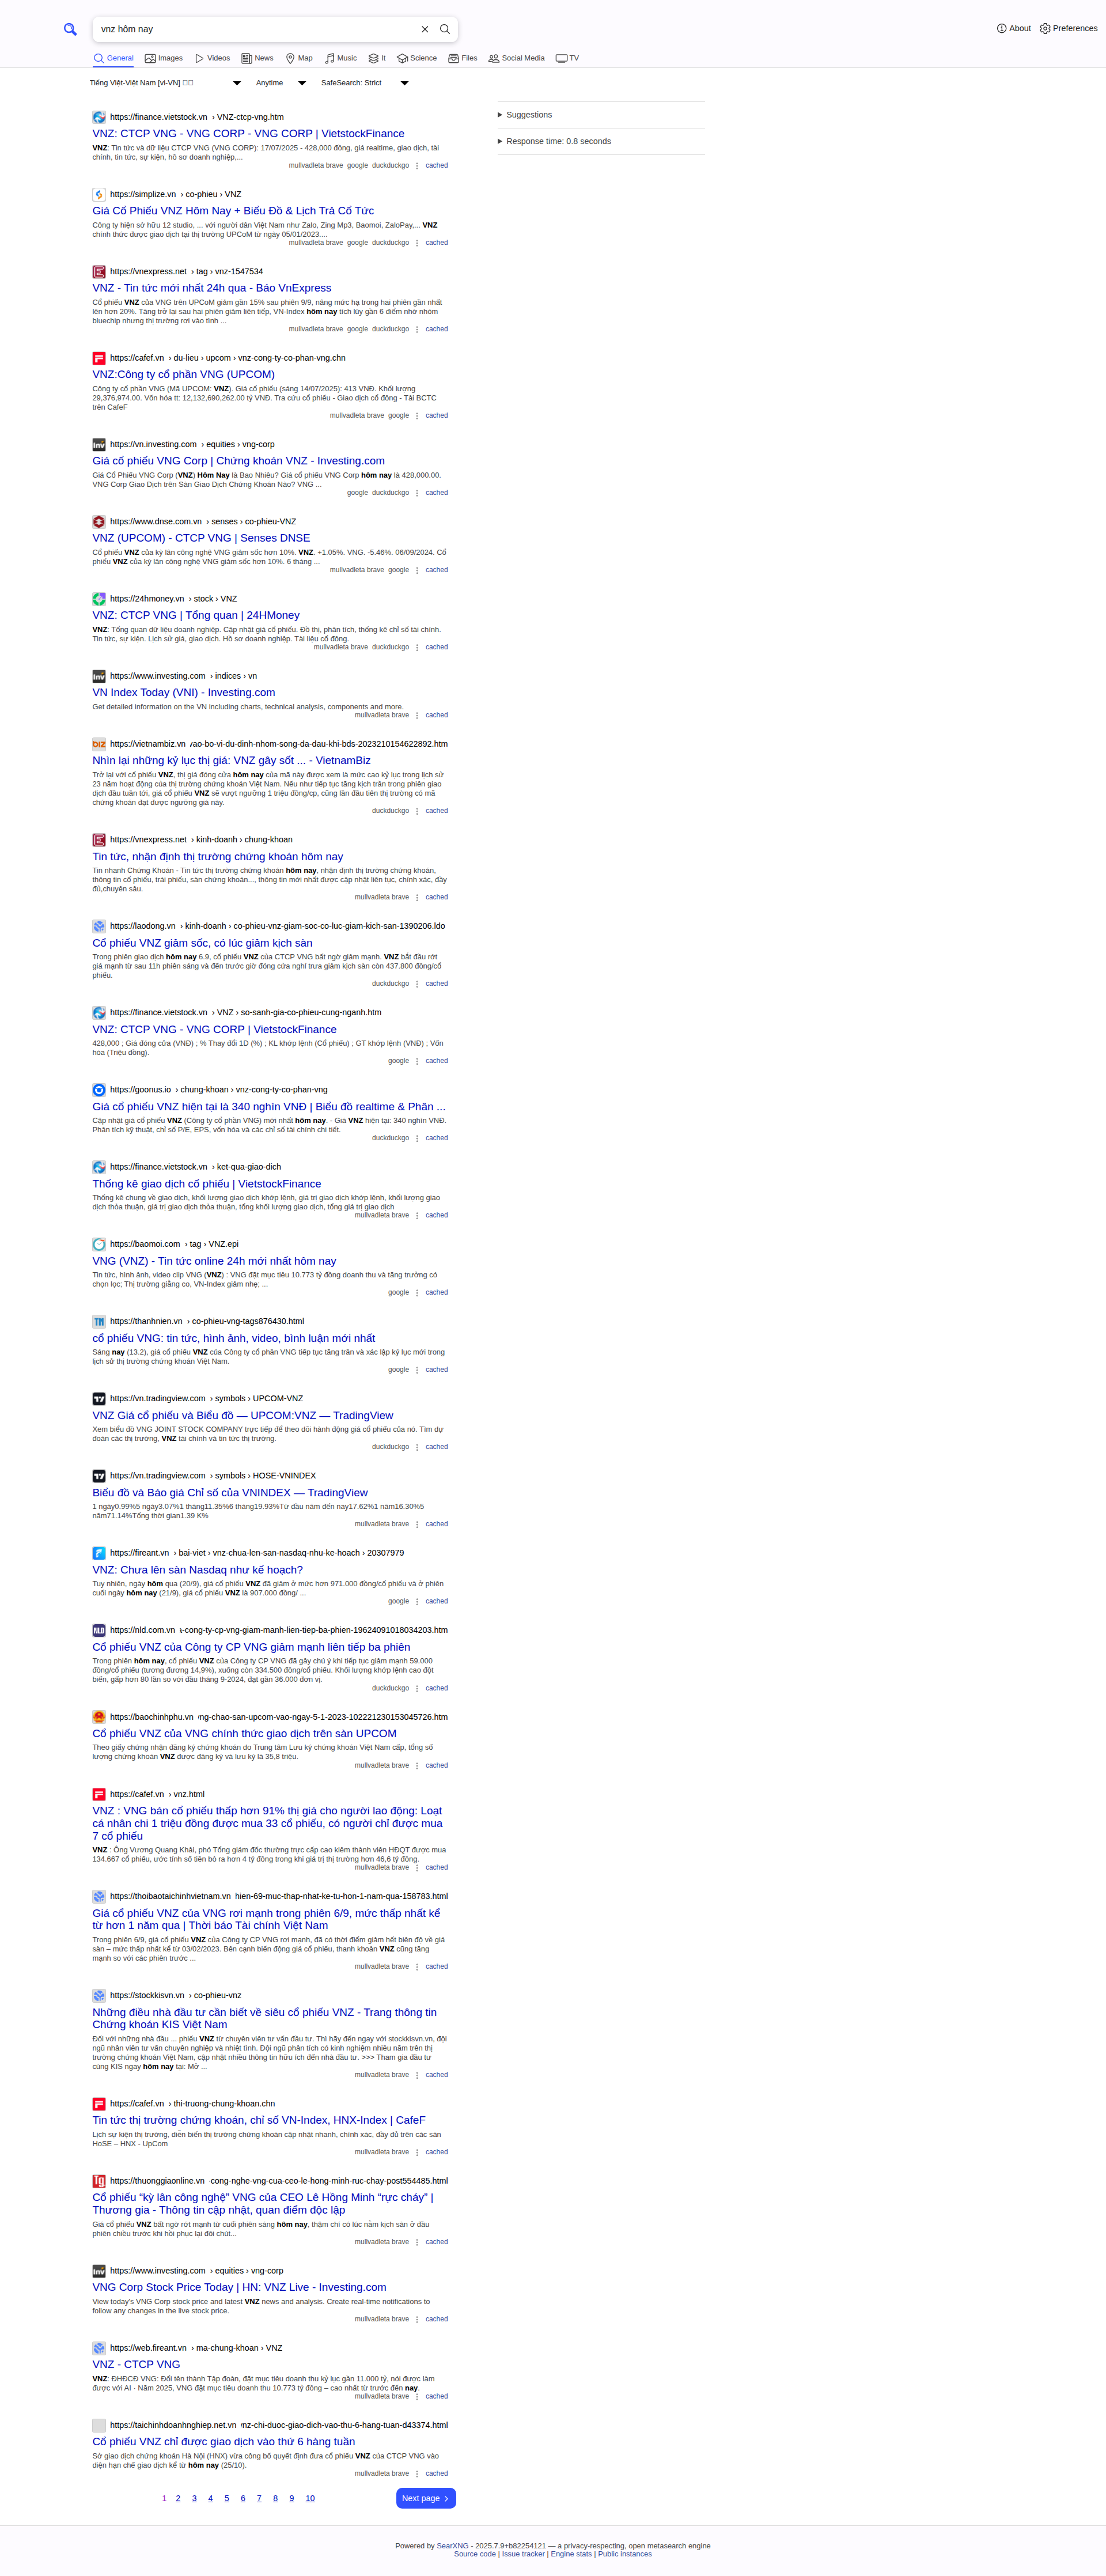 vnz hôm nay
About
Preferences
General
Images
Videos
News
Map
Music
It
Science
Files
Social Media
TV
Tiếng Việt-Việt Nam [vi-VN]
Anytime
SafeSearch: Strict
Suggestions
Response time: 0.8 seconds
https://finance.vietstock.vn › VNZ-ctcp-vng.htm
VNZ: CTCP VNG - VNG CORP - VNG CORP | VietstockFinance
VNZ: Tin tức và dữ liệu CTCP VNG (VNG CORP): 17/07/2025 - 428,000 đồng, giá realtime, giao dịch, tài
chính, tin tức, sự kiện, hồ sơ doanh nghiệp,...
mullvadleta brave google duckduckgo cached
https://simplize.vn › co-phieu › VNZ
Giá Cổ Phiếu VNZ Hôm Nay + Biểu Đồ & Lịch Trả Cổ Tức
Công ty hiện sở hữu 12 studio, ... với người dân Việt Nam như Zalo, Zing Mp3, Baomoi, ZaloPay,... VNZ
chính thức được giao dịch tại thị trường UPCoM từ ngày 05/01/2023....
mullvadleta brave google duckduckgo cached
https://vnexpress.net › tag › vnz-1547534
VNZ - Tin tức mới nhất 24h qua - Báo VnExpress
Cổ phiếu VNZ của VNG trên UPCoM giảm gần 15% sau phiên 9/9, nâng mức hạ trong hai phiên gần nhất
lên hơn 20%. Tăng trở lại sau hai phiên giảm liên tiếp, VN-Index hôm nay tích lũy gần 6 điểm nhờ nhóm
bluechip nhưng thị trường rơi vào tình ...
mullvadleta brave google duckduckgo cached
https://cafef.vn › du-lieu › upcom › vnz-cong-ty-co-phan-vng.chn
VNZ:Công ty cổ phần VNG (UPCOM)
Công ty cổ phần VNG (Mã UPCOM: VNZ). Giá cổ phiếu (sáng 14/07/2025): 413 VNĐ. Khối lượng
29,376,974.00. Vốn hóa tt: 12,132,690,262.00 tỷ VNĐ. Tra cứu cổ phiếu - Giao dịch cổ đông - Tải BCTC
trên CafeF
mullvadleta brave google cached
https://vn.investing.com › equities › vng-corp
Giá cổ phiếu VNG Corp | Chứng khoán VNZ - Investing.com
Giá Cổ Phiếu VNG Corp (VNZ) Hôm Nay là Bao Nhiêu? Giá cổ phiếu VNG Corp hôm nay là 428,000.00.
VNG Corp Giao Dịch trên Sàn Giao Dịch Chứng Khoán Nào? VNG ...
google duckduckgo cached
https://www.dnse.com.vn › senses › co-phieu-VNZ
VNZ (UPCOM) - CTCP VNG | Senses DNSE
Cổ phiếu VNZ của kỳ lân công nghệ VNG giảm sốc hơn 10%. VNZ. +1.05%. VNG. -5.46%. 06/09/2024. Cổ
phiếu VNZ của kỳ lân công nghệ VNG giảm sốc hơn 10%. 6 tháng ...
mullvadleta brave google cached
https://24hmoney.vn › stock › VNZ
VNZ: CTCP VNG | Tổng quan | 24HMoney
VNZ: Tổng quan dữ liệu doanh nghiệp. Cập nhật giá cổ phiếu. Đồ thị, phân tích, thống kê chỉ số tài chính.
Tin tức, sự kiện. Lịch sử giá, giao dịch. Hồ sơ doanh nghiệp. Tài liệu cổ đông.
mullvadleta brave duckduckgo cached
https://www.investing.com › indices › vn
VN Index Today (VNI) - Investing.com
Get detailed information on the VN including charts, technical analysis, components and more.
mullvadleta brave cached
https://vietnambiz.vn ao-bo-vi-du-dinh-nhom-song-da-dau-khi-bds-2023210154622892.htm
Nhìn lại những kỷ lục thị giá: VNZ gây sốt ... - VietnamBiz
Trở lại với cổ phiếu VNZ, thị giá đóng cửa hôm nay của mã này được xem là mức cao kỷ lục trong lịch sử
23 năm hoạt động của thị trường chứng khoán Việt Nam. Nếu như tiếp tục tăng kịch trần trong phiên giao
dịch đầu tuần tới, giá cổ phiếu VNZ sẽ vượt ngưỡng 1 triệu đồng/cp, cũng lần đầu tiên thị trường có mã
chứng khoán đạt được ngưỡng giá này.
duckduckgo cached
https://vnexpress.net › kinh-doanh › chung-khoan
Tin tức, nhận định thị trường chứng khoán hôm nay
Tin nhanh Chứng Khoán - Tin tức thị trường chứng khoán hôm nay, nhận định thị trường chứng khoán,
thông tin cổ phiếu, trái phiếu, sàn chứng khoán..., thông tin mới nhất được cập nhật liên tục, chính xác, đầy
đủ,chuyên sâu.
mullvadleta brave cached
https://laodong.vn › kinh-doanh › co-phieu-vnz-giam-soc-co-luc-giam-kich-san-1390206.ldo
Cổ phiếu VNZ giảm sốc, có lúc giảm kịch sàn
Trong phiên giao dịch hôm nay 6.9, cổ phiếu VNZ của CTCP VNG bất ngờ giảm mạnh. VNZ bắt đầu rớt
giá mạnh từ sau 11h phiên sáng và đến trước giờ đóng cửa nghỉ trưa giảm kịch sàn còn 437.800 đồng/cổ
phiếu.
duckduckgo cached
https://finance.vietstock.vn › VNZ › so-sanh-gia-co-phieu-cung-nganh.htm
VNZ: CTCP VNG - VNG CORP | VietstockFinance
428,000 ; Giá đóng cửa (VNĐ) ; % Thay đổi 1D (%) ; KL khớp lệnh (Cổ phiếu) ; GT khớp lệnh (VNĐ) ; Vốn
hóa (Triệu đồng).
google cached
https://goonus.io › chung-khoan › vnz-cong-ty-co-phan-vng
Giá cổ phiếu VNZ hiện tại là 340 nghìn VNĐ | Biểu đồ realtime & Phân ...
Cập nhật giá cổ phiếu VNZ (Công ty cổ phần VNG) mới nhất hôm nay. - Giá VNZ hiện tại: 340 nghìn VNĐ.
Phân tích kỹ thuật, chỉ số P/E, EPS, vốn hóa và các chỉ số tài chính chi tiết.
duckduckgo cached
https://finance.vietstock.vn › ket-qua-giao-dich
Thống kê giao dịch cổ phiếu | VietstockFinance
Thống kê chung về giao dịch, khối lượng giao dịch khớp lệnh, giá trị giao dịch khớp lệnh, khối lượng giao
dịch thỏa thuận, giá trị giao dịch thỏa thuận, tổng khối lượng giao dịch, tổng giá trị giao dịch
mullvadleta brave cached
https://baomoi.com › tag › VNZ.epi
VNG (VNZ) - Tin tức online 24h mới nhất hôm nay
Tin tức, hình ảnh, video clip VNG (VNZ) : VNG đặt mục tiêu 10.773 tỷ đồng doanh thu và tăng trưởng có
chọn lọc; Thị trường giằng co, VN-Index giảm nhẹ; ...
google cached
https://thanhnien.vn › co-phieu-vng-tags876430.html
cổ phiếu VNG: tin tức, hình ảnh, video, bình luận mới nhất
Sáng nay (13.2), giá cổ phiếu VNZ của Công ty cổ phần VNG tiếp tục tăng trần và xác lập kỷ lục mới trong
lịch sử thị trường chứng khoán Việt Nam.
google cached
https://vn.tradingview.com › symbols › UPCOM-VNZ
VNZ Giá cổ phiếu và Biểu đồ — UPCOM:VNZ — TradingView
Xem biểu đồ VNG JOINT STOCK COMPANY trực tiếp để theo dõi hành động giá cổ phiếu của nó. Tìm dự
đoán các thị trường, VNZ tài chính và tin tức thị trường.
duckduckgo cached
https://vn.tradingview.com › symbols › HOSE-VNINDEX
Biểu đồ và Báo giá Chỉ số của VNINDEX — TradingView
1 ngày0.99%5 ngày3.07%1 tháng11.35%6 tháng19.93%Từ đầu năm đến nay17.62%1 năm16.30%5
năm71.14%Tổng thời gian1.39 K%
mullvadleta brave cached
https://fireant.vn › bai-viet › vnz-chua-len-san-nasdaq-nhu-ke-hoach › 20307979
VNZ: Chưa lên sàn Nasdaq như kế hoạch?
Tuy nhiên, ngày hôm qua (20/9), giá cổ phiếu VNZ đã giảm ở mức hơn 971.000 đồng/cổ phiếu và ở phiên
cuối ngày hôm nay (21/9), giá cổ phiếu VNZ là 907.000 đồng/ ...
google cached
https://nld.com.vn -cong-ty-cp-vng-giam-manh-lien-tiep-ba-phien-19624091018034203.htm
Cổ phiếu VNZ của Công ty CP VNG giảm mạnh liên tiếp ba phiên
Trong phiên hôm nay, cổ phiếu VNZ của Công ty CP VNG đã gây chú ý khi tiếp tục giảm mạnh 59.000
đồng/cổ phiếu (tương đương 14,9%), xuống còn 334.500 đồng/cổ phiếu. Khối lượng khớp lệnh cao đột
biến, gấp hơn 80 lần so với đầu tháng 9-2024, đạt gần 36.000 đơn vị.
duckduckgo cached
https://baochinhphu.vn ng-chao-san-upcom-vao-ngay-5-1-2023-102221230153045726.htm
Cổ phiếu VNZ của VNG chính thức giao dịch trên sàn UPCOM
Theo giấy chứng nhận đăng ký chứng khoán do Trung tâm Lưu ký chứng khoán Việt Nam cấp, tổng số
lượng chứng khoán VNZ được đăng ký và lưu ký là 35,8 triệu.
mullvadleta brave cached
https://cafef.vn › vnz.html
VNZ : VNG bán cổ phiếu thấp hơn 91% thị giá cho người lao động: Loạt
cá nhân chi 1 triệu đồng được mua 33 cổ phiếu, có người chỉ được mua
7 cổ phiếu
VNZ : Ông Vương Quang Khải, phó Tổng giám đốc thường trực cấp cao kiêm thành viên HĐQT được mua
134.667 cổ phiếu, ước tính số tiền bỏ ra hơn 4 tỷ đồng trong khi giá trị thị trường hơn 46,6 tỷ đồng.
mullvadleta brave cached
https://thoibaotaichinhvietnam.vn hien-69-muc-thap-nhat-ke-tu-hon-1-nam-qua-158783.html
Giá cổ phiếu VNZ của VNG rơi mạnh trong phiên 6/9, mức thấp nhất kể
từ hơn 1 năm qua | Thời báo Tài chính Việt Nam
Trong phiên 6/9, giá cổ phiếu VNZ của Công ty CP VNG rơi mạnh, đã có thời điểm giảm hết biên độ về giá
sàn – mức thấp nhất kể từ 03/02/2023. Bên cạnh biến động giá cổ phiếu, thanh khoản VNZ cũng tăng
mạnh so với các phiên trước ...
mullvadleta brave cached
https://stockkisvn.vn › co-phieu-vnz
Những điều nhà đầu tư cần biết về siêu cổ phiếu VNZ - Trang thông tin
Chứng khoán KIS Việt Nam
Đối với những nhà đầu ... phiếu VNZ từ chuyên viên tư vấn đầu tư. Thì hãy đến ngay với stockkisvn.vn, đội
ngũ nhân viên tư vấn chuyên nghiệp và nhiệt tình. Đội ngũ phân tích có kinh nghiệm nhiều năm trên thị
trường chứng khoán Việt Nam, cập nhật nhiều thông tin hữu ích đến nhà đầu tư. >>> Tham gia đầu tư
cùng KIS ngay hôm nay tại: Mở ...
mullvadleta brave cached
https://cafef.vn › thi-truong-chung-khoan.chn
Tin tức thị trường chứng khoán, chỉ số VN-Index, HNX-Index | CafeF
Lịch sự kiện thị trường, diễn biến thị trường chứng khoán cập nhật nhanh, chính xác, đầy đủ trên các sàn
HoSE – HNX - UpCom
mullvadleta brave cached
https://thuonggiaonline.vn -cong-nghe-vng-cua-ceo-le-hong-minh-ruc-chay-post554485.html
Cổ phiếu “kỳ lân công nghệ” VNG của CEO Lê Hồng Minh “rực cháy” |
Thương gia - Thông tin cập nhật, quan điểm độc lập
Giá cổ phiếu VNZ bất ngờ rớt mạnh từ cuối phiên sáng hôm nay, thậm chí có lúc nằm kịch sàn ở đầu
phiên chiều trước khi hồi phục lại đôi chút...
mullvadleta brave cached
https://www.investing.com › equities › vng-corp
VNG Corp Stock Price Today | HN: VNZ Live - Investing.com
View today's VNG Corp stock price and latest VNZ news and analysis. Create real-time notifications to
follow any changes in the live stock price.
mullvadleta brave cached
https://web.fireant.vn › ma-chung-khoan › VNZ
VNZ - CTCP VNG
VNZ: ĐHĐCĐ VNG: Đổi tên thành Tập đoàn, đặt mục tiêu doanh thu kỷ lục gần 11.000 tỷ, nói được làm
được với AI · Năm 2025, VNG đặt mục tiêu doanh thu 10.773 tỷ đồng – cao nhất từ trước đến nay.
mullvadleta brave cached
https://taichinhdoanhnghiep.net.vn nz-chi-duoc-giao-dich-vao-thu-6-hang-tuan-d43374.html
Cổ phiếu VNZ chỉ được giao dịch vào thứ 6 hàng tuần
Sở giao dịch chứng khoán Hà Nội (HNX) vừa công bố quyết định đưa cổ phiếu VNZ của CTCP VNG vào
diện hạn chế giao dịch kể từ hôm nay (25/10).
mullvadleta brave cached
1 2 3 4 5 6 7 8 9 10
Next page
Powered by SearXNG - 2025.7.9+b82254121 — a privacy-respecting, open metasearch engine
Source code | Issue tracker | Engine stats | Public instances